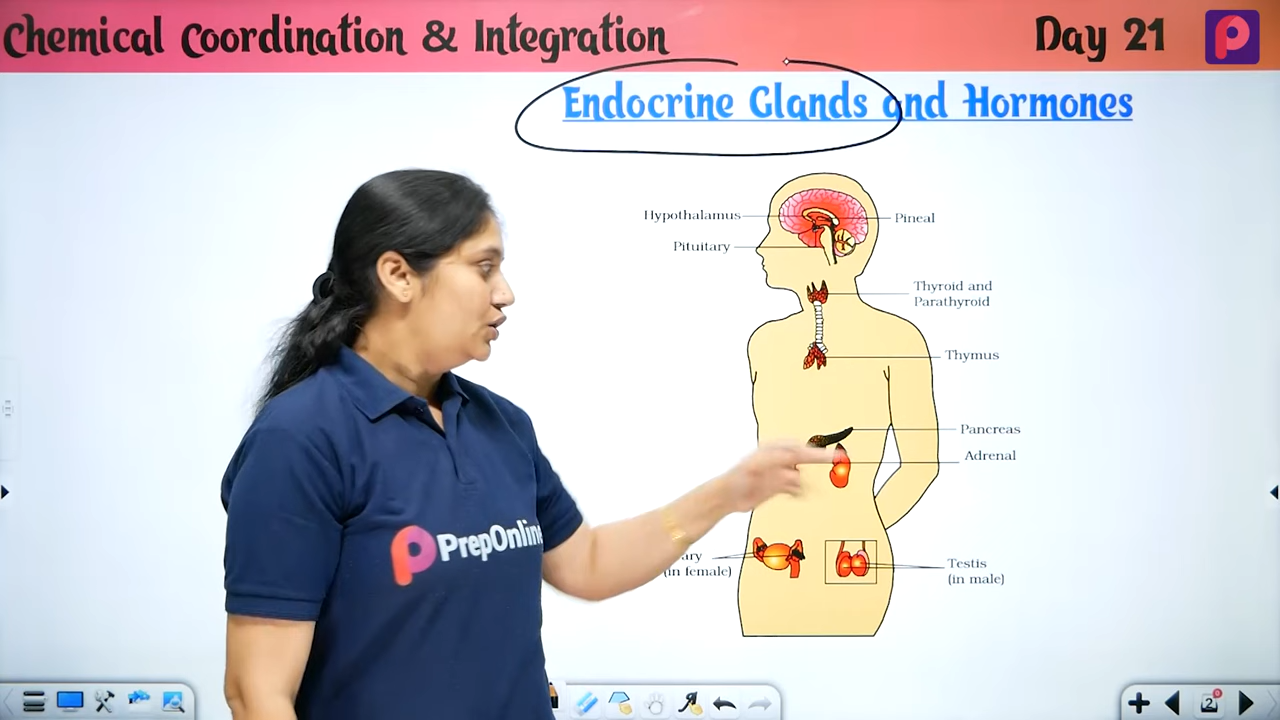 Chemical Coordination & Integration
Day 21
Endocrine Glands and Hormones
Hypothalamus
Pineal
Pituitary
Thyroid and
Parathyroid
Thymus
Pancreas
Adrenal
PrepOnline
(in female)
Testis
(in male)
2